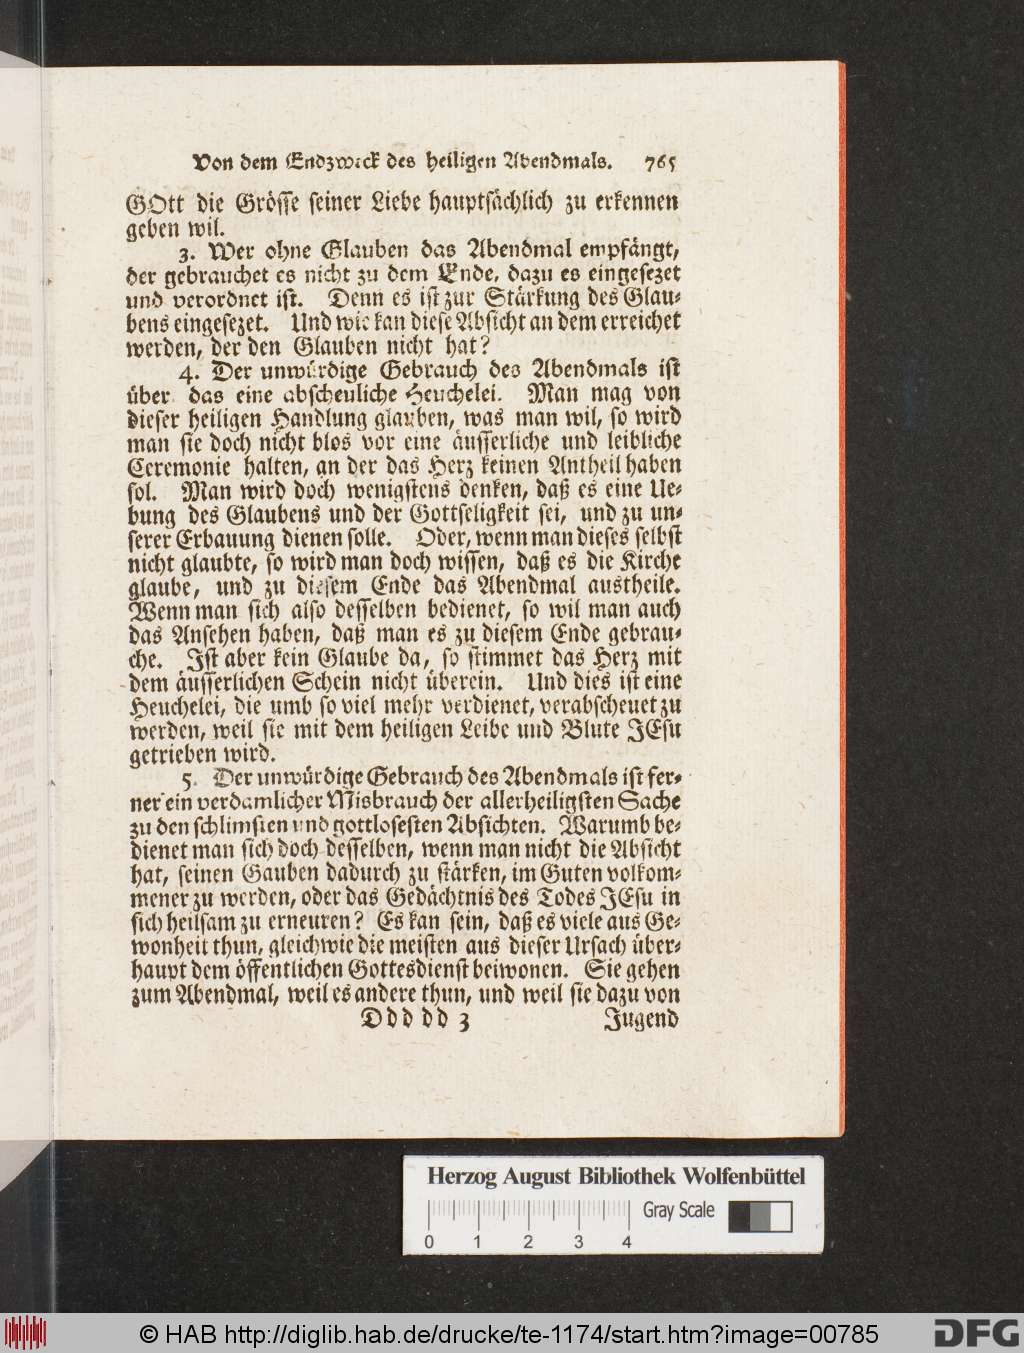 Von dem Endzweck des heiligen Abendmals. 765
GOtt die Grösse seiner Liebe hauptsächlich zu erkennen
geben wil.
3. Wer ohne Glauben das Abendmal empfängt,
der gebrauchet es nicht zu dem Ende, dazu es eingesezet
und verordnet ist. Denn es ist zur Stärkung des Glau-
bens eingesezet. Und wie kan diese Absicht an dem erreichet
werden, der den Glauben nicht hat?
4. Der unwürdige Gebrauch des Abendmals ist
über das eine abscheuliche Heuchelei. Man mag von
dieser heiligen Handlung glauben, was man wil, so wird
man sie doch nicht blos vor eine äusserliche und leibliche
Ceremonie halten, an der das Herz keinen Antheil haben
sol. Man wird doch wenigstens denken, daß es eine Ue-
bung des Glaubens und der Gottseligkeit sei, und zu un-
serer Erbauung dienen solle. Oder, wenn man dieses selbst
nicht glaubte, so wird man doch wissen, daß es die Kirche
glaube, und zu diesem Ende das Abendmal austheile.
Wenn man sich also desselben bedienet, so wil man auch
das Ansehen haben, daß man es zu diesem Ende gebrau-
che. Ist aber kein Glaube da, so stimmet das Herz mit
dem äusserlichen Schein nicht überein. Und dies ist eine
Heuchelei, die umb so viel mehr verdienet, verabscheuet zu
werden, weil sie mit dem heiligen Leibe und Blute JEsu
getrieben wird.
5. Der unwürdige Gebrauch des Abendmals ist fer-
ner ein verdamlicher Misbrauch der allerheiligsten Sache
zu den schlimsten und gottlosesten Absichten. Warumb be-
dienet man sich doch desselben, wenn man nicht die Absicht
hat, seinen Gauben dadurch zu stärken, im Guten volkom-
mener zu werden, oder das Gedächtnis des Todes JEsu in
sich heilsam zu erneuren? Es kan sein, daß es viele aus Ge-
wonheit thun, gleichwie die meisten aus dieser Ursach über-
haupt dem öffentlichen Gottesdienst beiwonen. Sie gehen
zum Abendmal, weil es andere thun, und weil sie dazu von
Ddd dd 3 Jugend
Herzog August Bibliothek Wolfenbüttel
Gray Scale
0 1 2 3 4
© HAB http://diglib.hab.de/drucke/te-1174/start.htm?image=00785 DFG